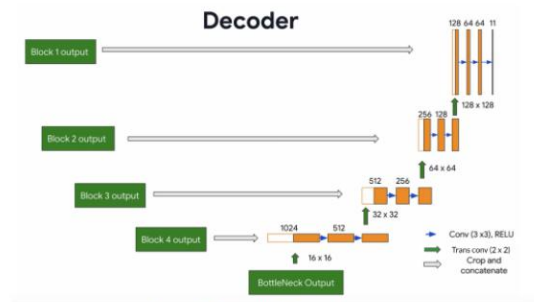 Decoder
128 64 64 11
Block 1 output
128 x 128
256 128
Block 2 output
64 x 64
512 256
Block 3 output
32 x 32
1024 512
Block 4 output
16 x 16
BottleNeck Output
Conv (3 x3), RELU
Trans conv (2 x 2)
Crop and
concatenate